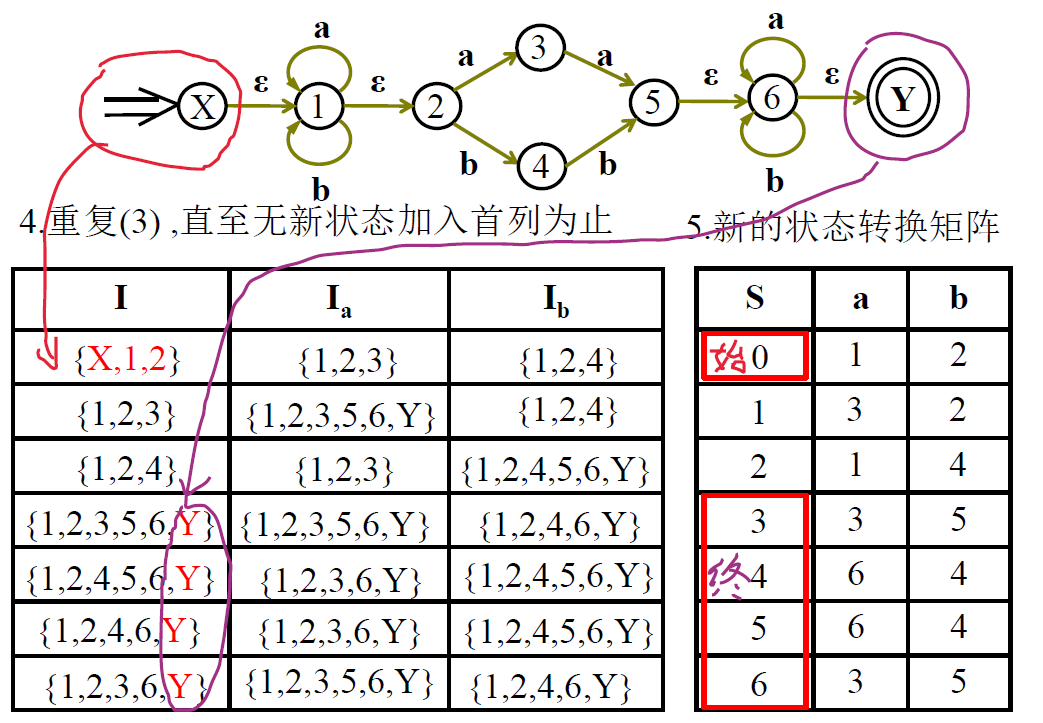 a a
3
ε ε a a ε ε
X 1 2 5 6 Y
b b
4
b b
4.重复(3) ,直至无新状态加入首列为止 5.新的状态转换矩阵
I Ia Ib S a b
{X,1,2} {1,2,3} {1,2,4} 始 0 1 2
{1,2,3} {1,2,3,5,6,Y} {1,2,4} 1 3 2
{1,2,4} {1,2,3} {1,2,4,5,6,Y} 2 1 4
{1,2,3,5,6,Y} {1,2,3,5,6,Y} {1,2,4,6,Y} 3 3 5
{1,2,4,5,6,Y} {1,2,3,6,Y} {1,2,4,5,6,Y} 终 4 6 4
{1,2,4,6,Y} {1,2,3,6,Y} {1,2,4,5,6,Y} 5 6 4
{1,2,3,6,Y} {1,2,3,5,6,Y} {1,2,4,6,Y} 6 3 5